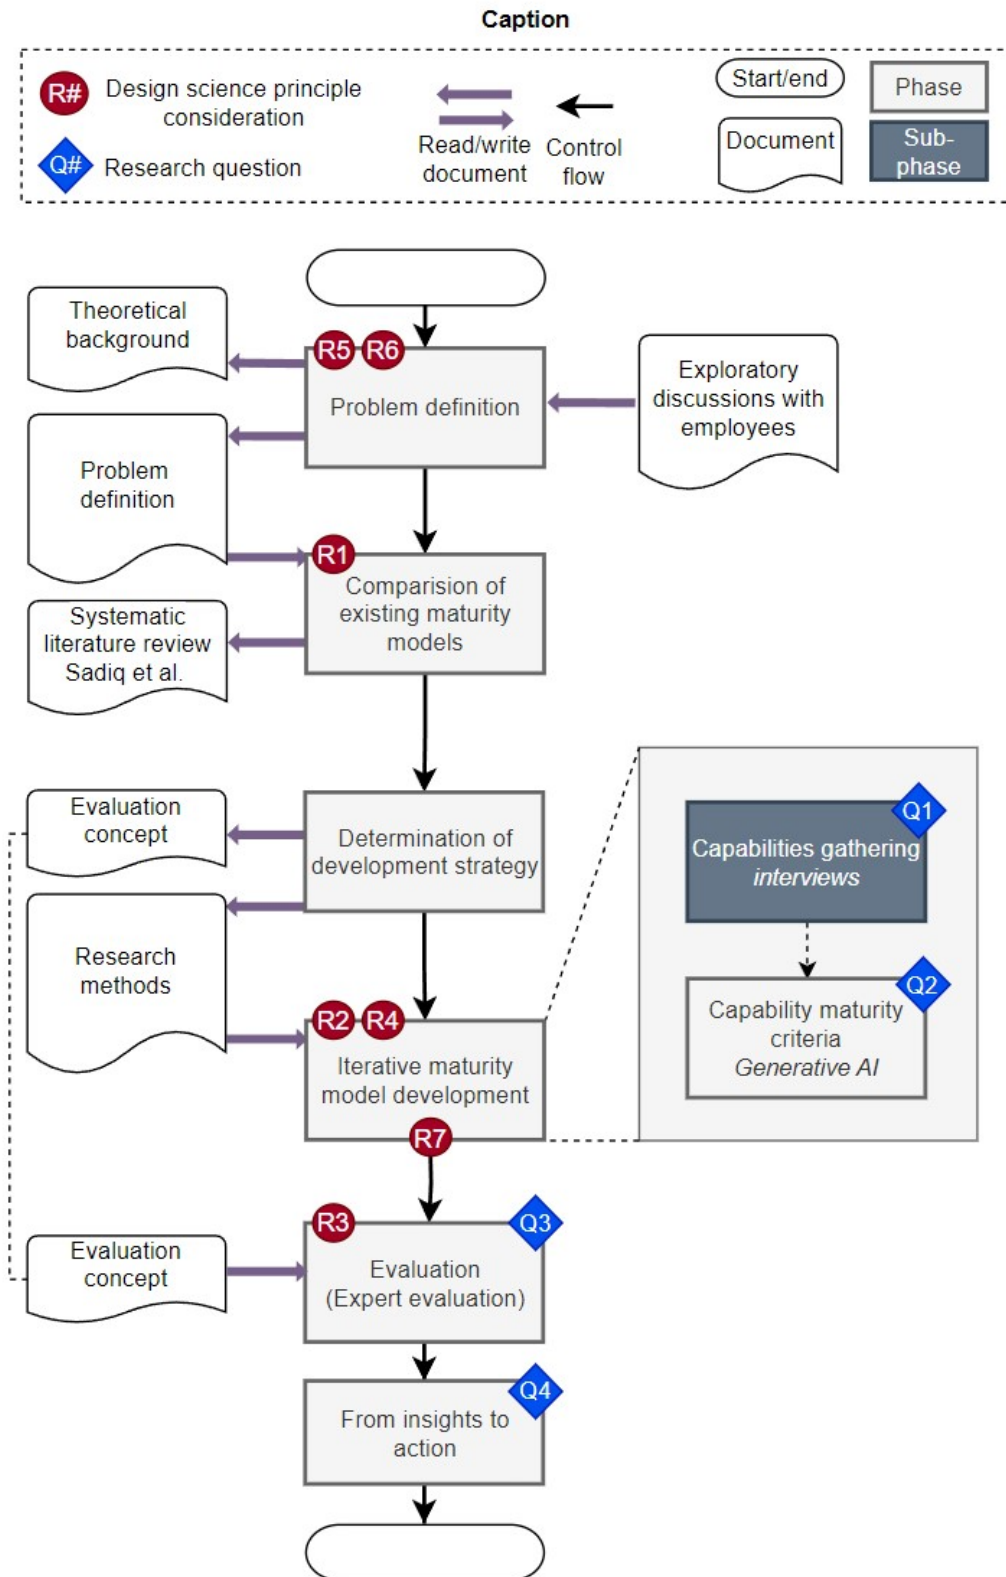 Caption
R#
Design science principle
consideration
Q#
Research question
Read/write
document
Control
flow
Start/end
Document
Phase
Sub-
phase
Theoretical
background
R5
R6
Problem definition
Exploratory
discussions with
employees
Problem
definition
R1
Comparision of
existing maturity
models
Systematic
literature review
Sadiq et al.
Evaluation
concept
Determination of
development strategy
Research
methods
R2
R4
Iterative maturity
model development
R7
Q1
Capabilities gathering
interviews
Q2
Capability maturity
criteria
Generative AI
Evaluation
concept
R3
Q3
Evaluation
(Expert evaluation)
Q4
From insights to
action